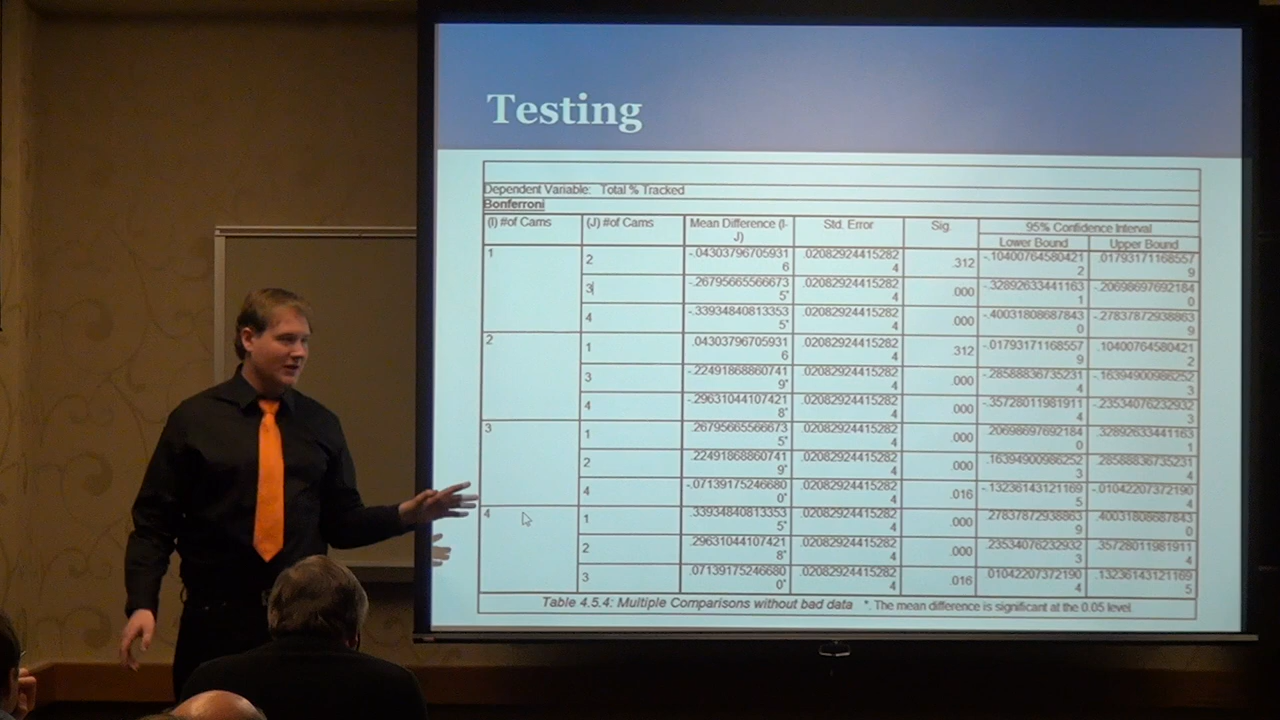 Testing
Dependent Variable: Total % Tracked
Bonferroni
(I) #of Cams (J) #of Cams Mean Difference (I-J) Std. Error Sig. 95% Confidence Interval
Lower Bound Upper Bound
1 2 -.043037967059316 .020829244152824 .312 -.104007645804212 .017931711685579
3 -.267956655666735* .020829244152824 .000 -.328926334411631 -.206986976921840
4 -.339348408133535* .020829244152824 .000 -.400318086878430 -.278378729388639
2 1 .043037967059316 .020829244152824 .312 -.017931711685579 .104007645804212
3 -.224918688607419* .020829244152824 .000 -.285888367352314 -.163949009862523
4 -.296310441074218* .020829244152824 .000 -.357280119819114 -.235340762329323
3 1 .267956655666735* .020829244152824 .000 .206986976921840 .328926334411631
2 .224918688607419* .020829244152824 .000 .163949009862523 .285888367352314
4 -.071391752466800* .020829244152824 .016 -.132361431211695 -.010422073721904
4 1 .339348408133535* .020829244152824 .000 .278378729388639 .400318086878430
2 .296310441074218* .020829244152824 .000 .235340762329323 .357280119819114
3 .071391752466800* .020829244152824 .016 .010422073721904 .132361431211695
Table 4.5.4: Multiple Comparisons without bad data *. The mean difference is significant at the 0.05 level